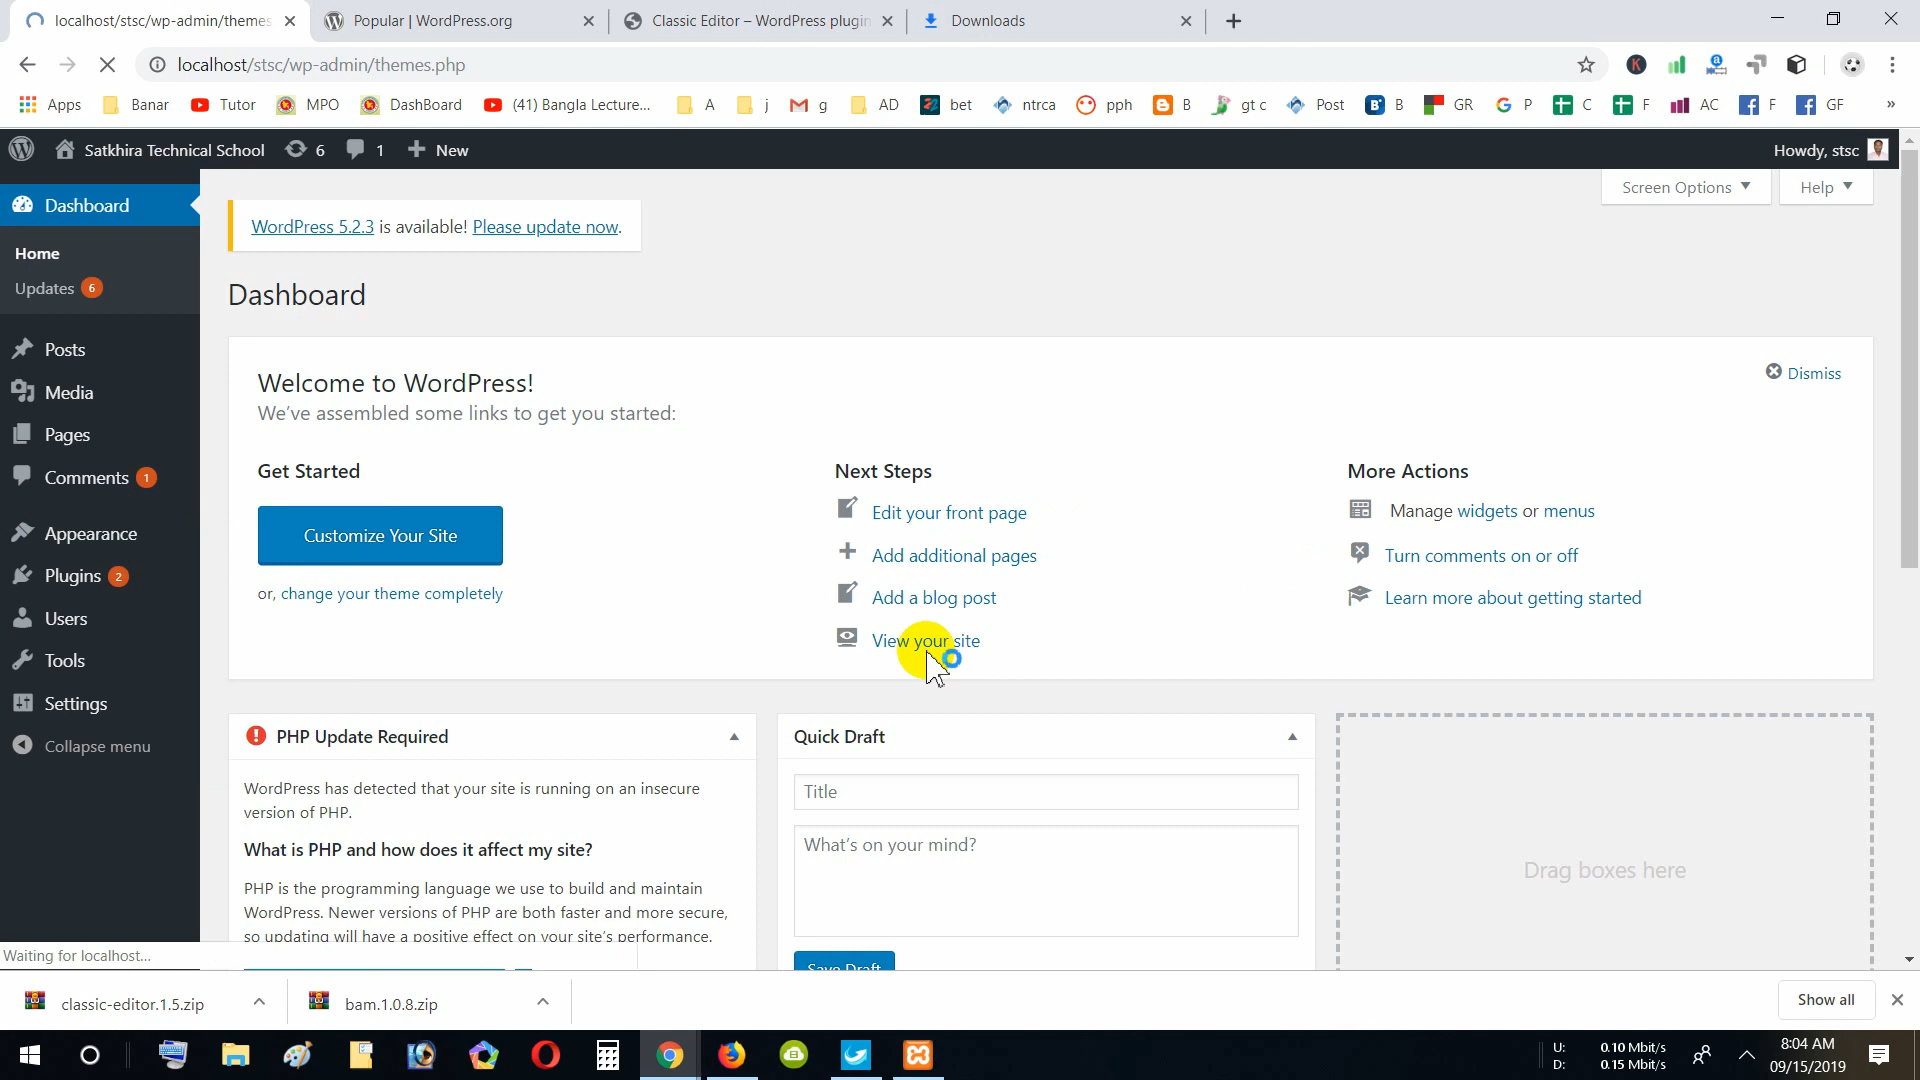 localhost/stsc/wp-admin/themes
Popular | WordPress.org
Classic Editor – WordPress plugin
Downloads
localhost/stsc/wp-admin/themes.php
Apps
Banar
Tutor
MPO
DashBoard
(41) Bangla Lecture...
A
j
g
AD
bet
ntrca
pph
B
gt c
Post
B
GR
P
C
F
AC
F
GF
»
Satkhira Technical School
6
1
New
Howdy, stsc
Dashboard
Home
Updates 6
Posts
Media
Pages
Comments 1
Appearance
Plugins 2
Users
Tools
Settings
Collapse menu
Screen Options
Help
WordPress 5.2.3 is available! Please update now.
Dashboard
Welcome to WordPress!
We've assembled some links to get you started:
Dismiss
Get Started
Customize Your Site
or, change your theme completely
Next Steps
Edit your front page
Add additional pages
Add a blog post
View your site
More Actions
Manage widgets or menus
Turn comments on or off
Learn more about getting started
PHP Update Required
WordPress has detected that your site is running on an insecure
version of PHP.
What is PHP and how does it affect my site?
PHP is the programming language we use to build and maintain
WordPress. Newer versions of PHP are both faster and more secure,
so updating will have a positive effect on your site's performance.
Quick Draft
Title
What's on your mind?
Save Draft
Drag boxes here
Waiting for localhost...
classic-editor.1.5.zip
bam.1.0.8.zip
Show all
U: 0.10 Mbit/s
D: 0.15 Mbit/s
8:04 AM
09/15/2019